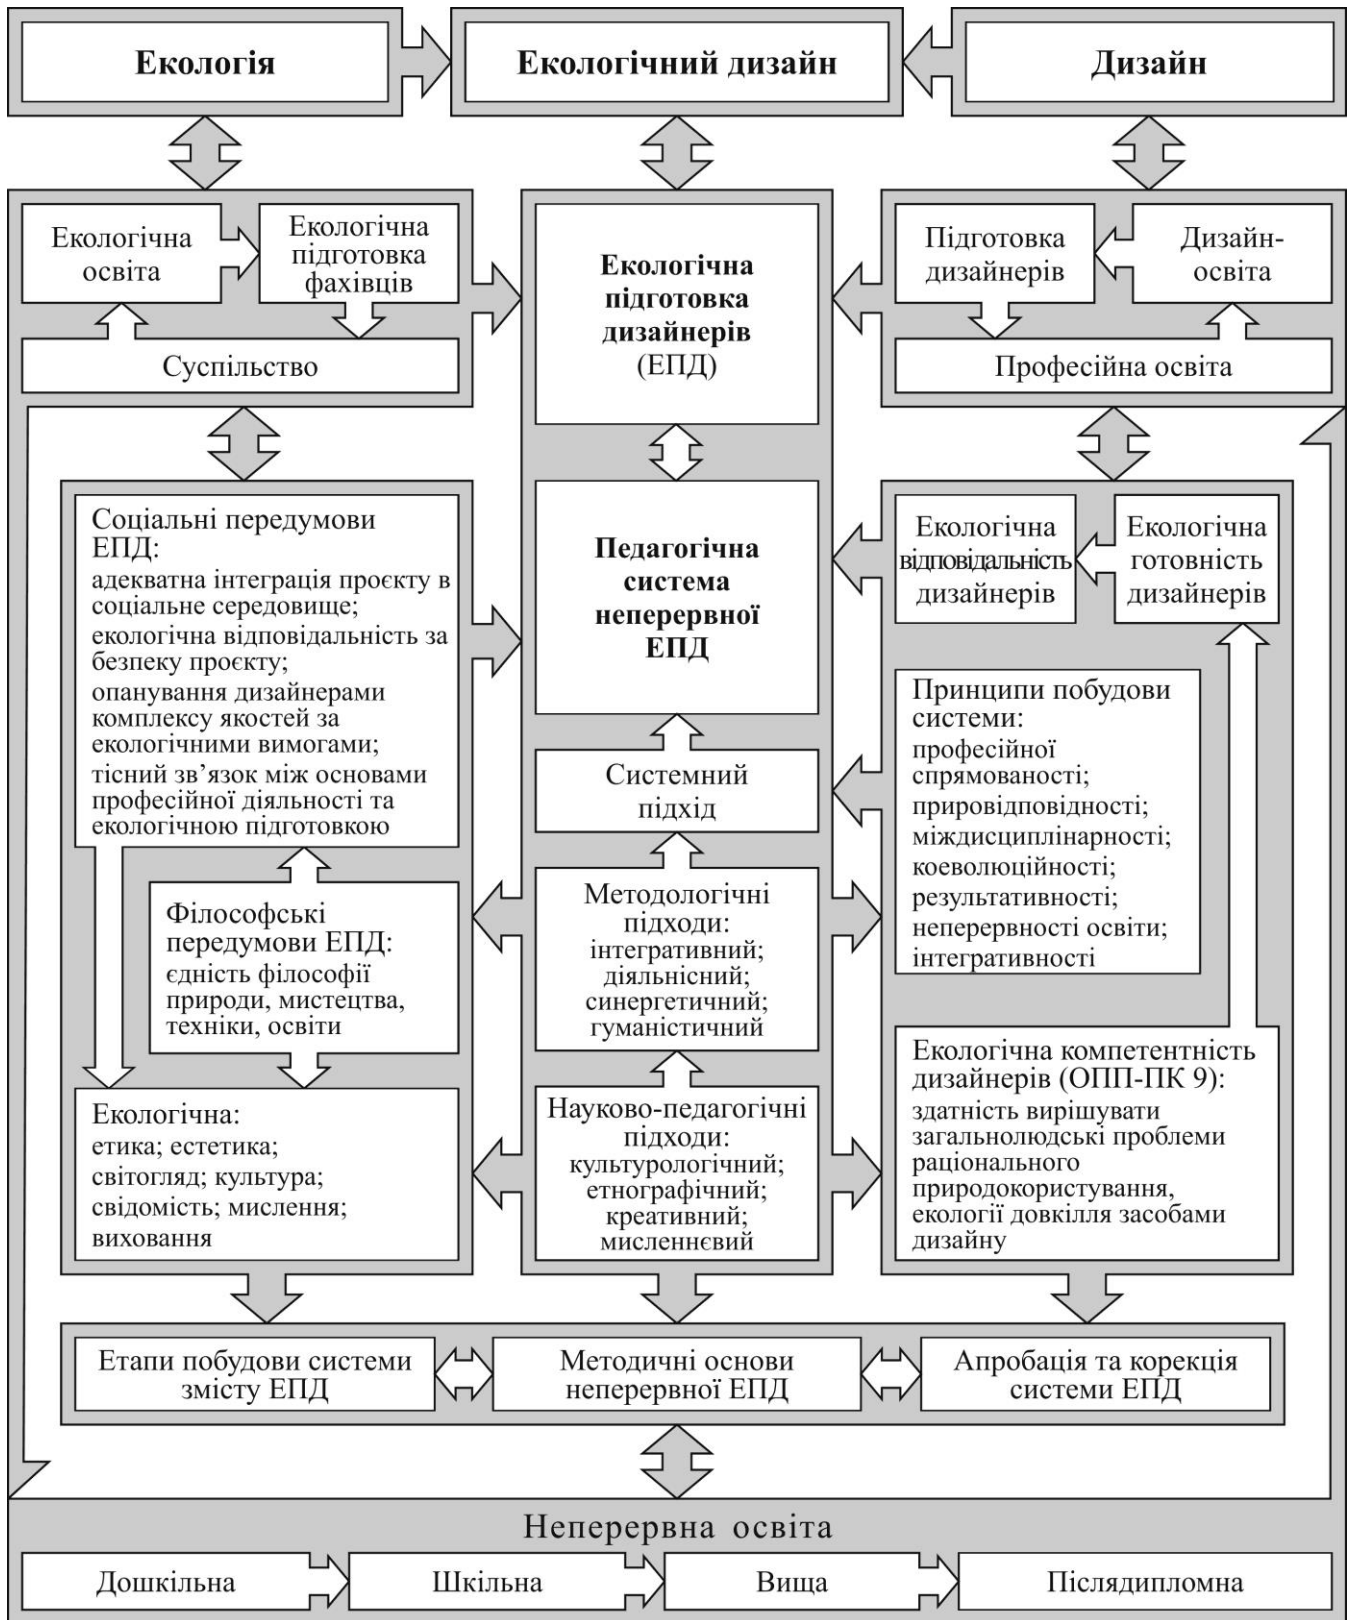 Екологія
Екологічний дизайн
Дизайн
Екологічна
освіта
Екологічна
підготовка
фахівців
Суспільство
Екологічна
підготовка
дизайнерів
(ЕПД)
Підготовка
дизайнерів
Дизайн-
освіта
Професійна освіта
Соціальні передумови
ЕПД:
адекватна інтеграція проєкту в
соціальне середовище;
екологічна відповідальність за
безпеку проєкту;
опанування дизайнерами
комплексу якостей за
екологічними вимогами;
тісний зв’язок між основами
професійної діяльності та
екологічною підготовкою
Філософські
передумови ЕПД:
єдність філософії
природи, мистецтва,
техніки, освіти
Екологічна:
етика; естетика;
світогляд; культура;
свідомість; мислення;
виховання
Педагогічна
система
неперервної
ЕПД
Системний
підхід
Методологічні
підходи:
інтегративний;
діяльнісний;
синергетичний;
гуманістичний
Науково-педагогічні
підходи:
культурологічний;
етнографічний;
креативний;
мисленнєвий
Екологічна
відповідальність
дизайнерів
Екологічна
готовність
дизайнерів
Принципи побудови
системи:
професійної
спрямованості;
прировідповідності;
міждисциплінарності;
коеволюційності;
результативності;
неперервності освіти;
інтегративності
Екологічна компетентність
дизайнерів (ОПП-ПК 9):
здатність вирішувати
загальнолюдські проблеми
раціонального
природокористування,
екології довкілля засобами
дизайну
Етапи побудови системи
змісту ЕПД
Методичні основи
неперервної ЕПД
Апробація та корекція
системи ЕПД
Неперервна освіта
Дошкільна
Шкільна
Вища
Післядипломна